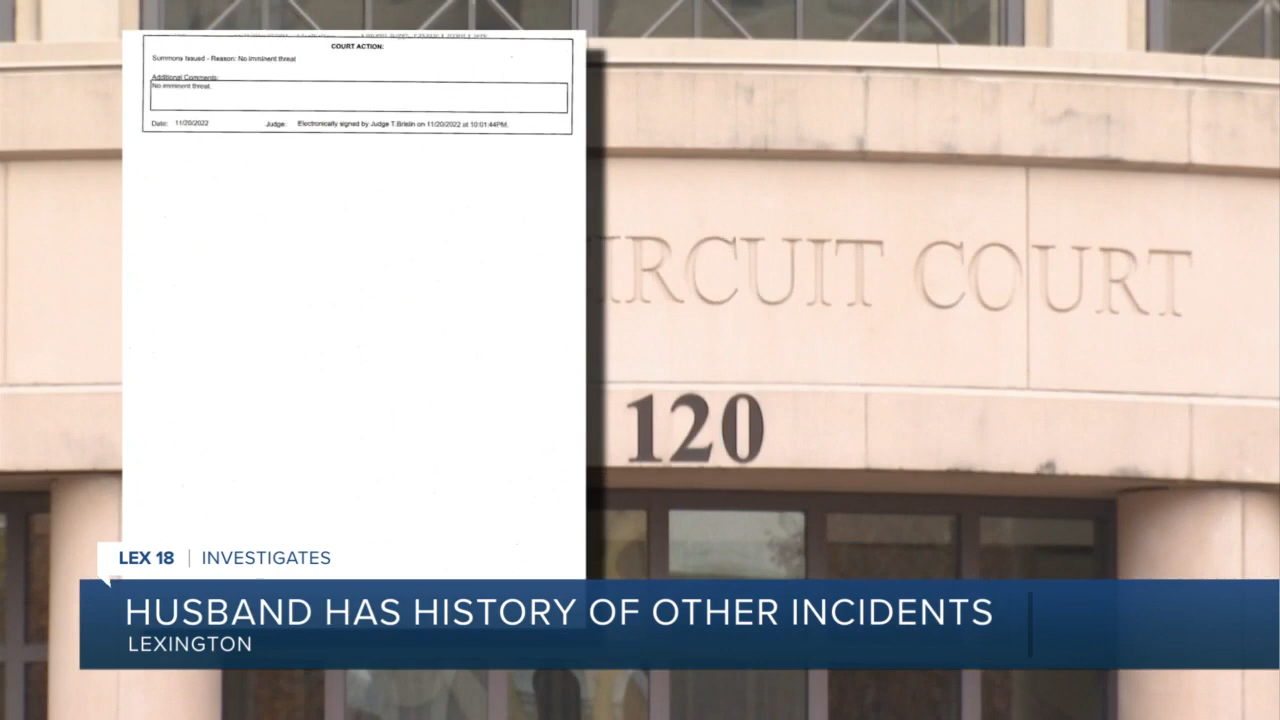 COURT ACTION:
Summons Issued - Reason: No imminent threat
Additional Comments:
No imminent threat.
Date: 11/20/2022 Judge: Electronically signed by Judge T.Brislin on 11/20/2022 at 10:01:44PM.
IRCUIT COURT
120
LEX 18 | INVESTIGATES
HUSBAND HAS HISTORY OF OTHER INCIDENTS
LEXINGTON